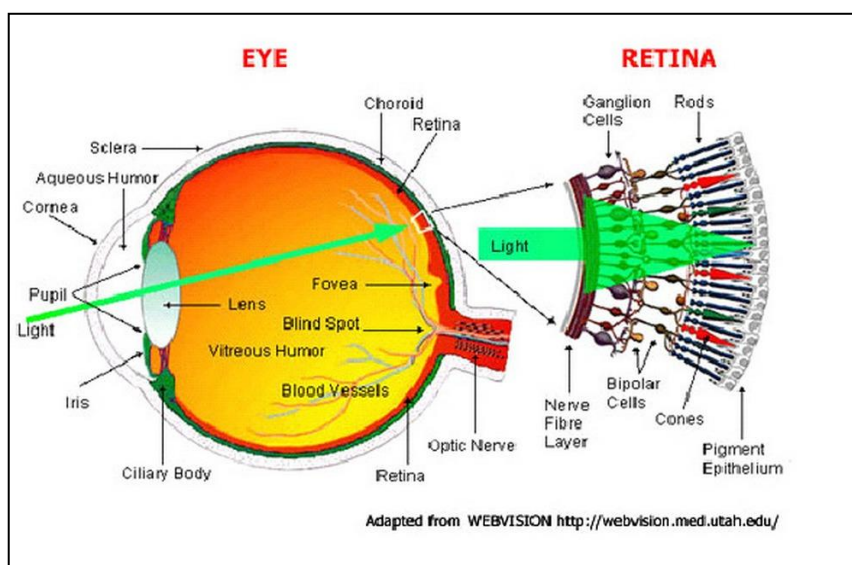 EYE
RETINA
Choroid
Retina
Sclera
Aqueous Humor
Cornea
Pupil
Light
Iris
Ciliary Body
Lens
Fovea
Blind Spot
Vitreous Humor
Blood Vessels
Optic Nerve
Retina
Ganglion
Cells
Rods
Light
Nerve
Fibre
Layer
Bipolar
Cells
Cones
Pigment
Epithelium
Adapted from WEBVISION http://webvision.med.utah.edu/